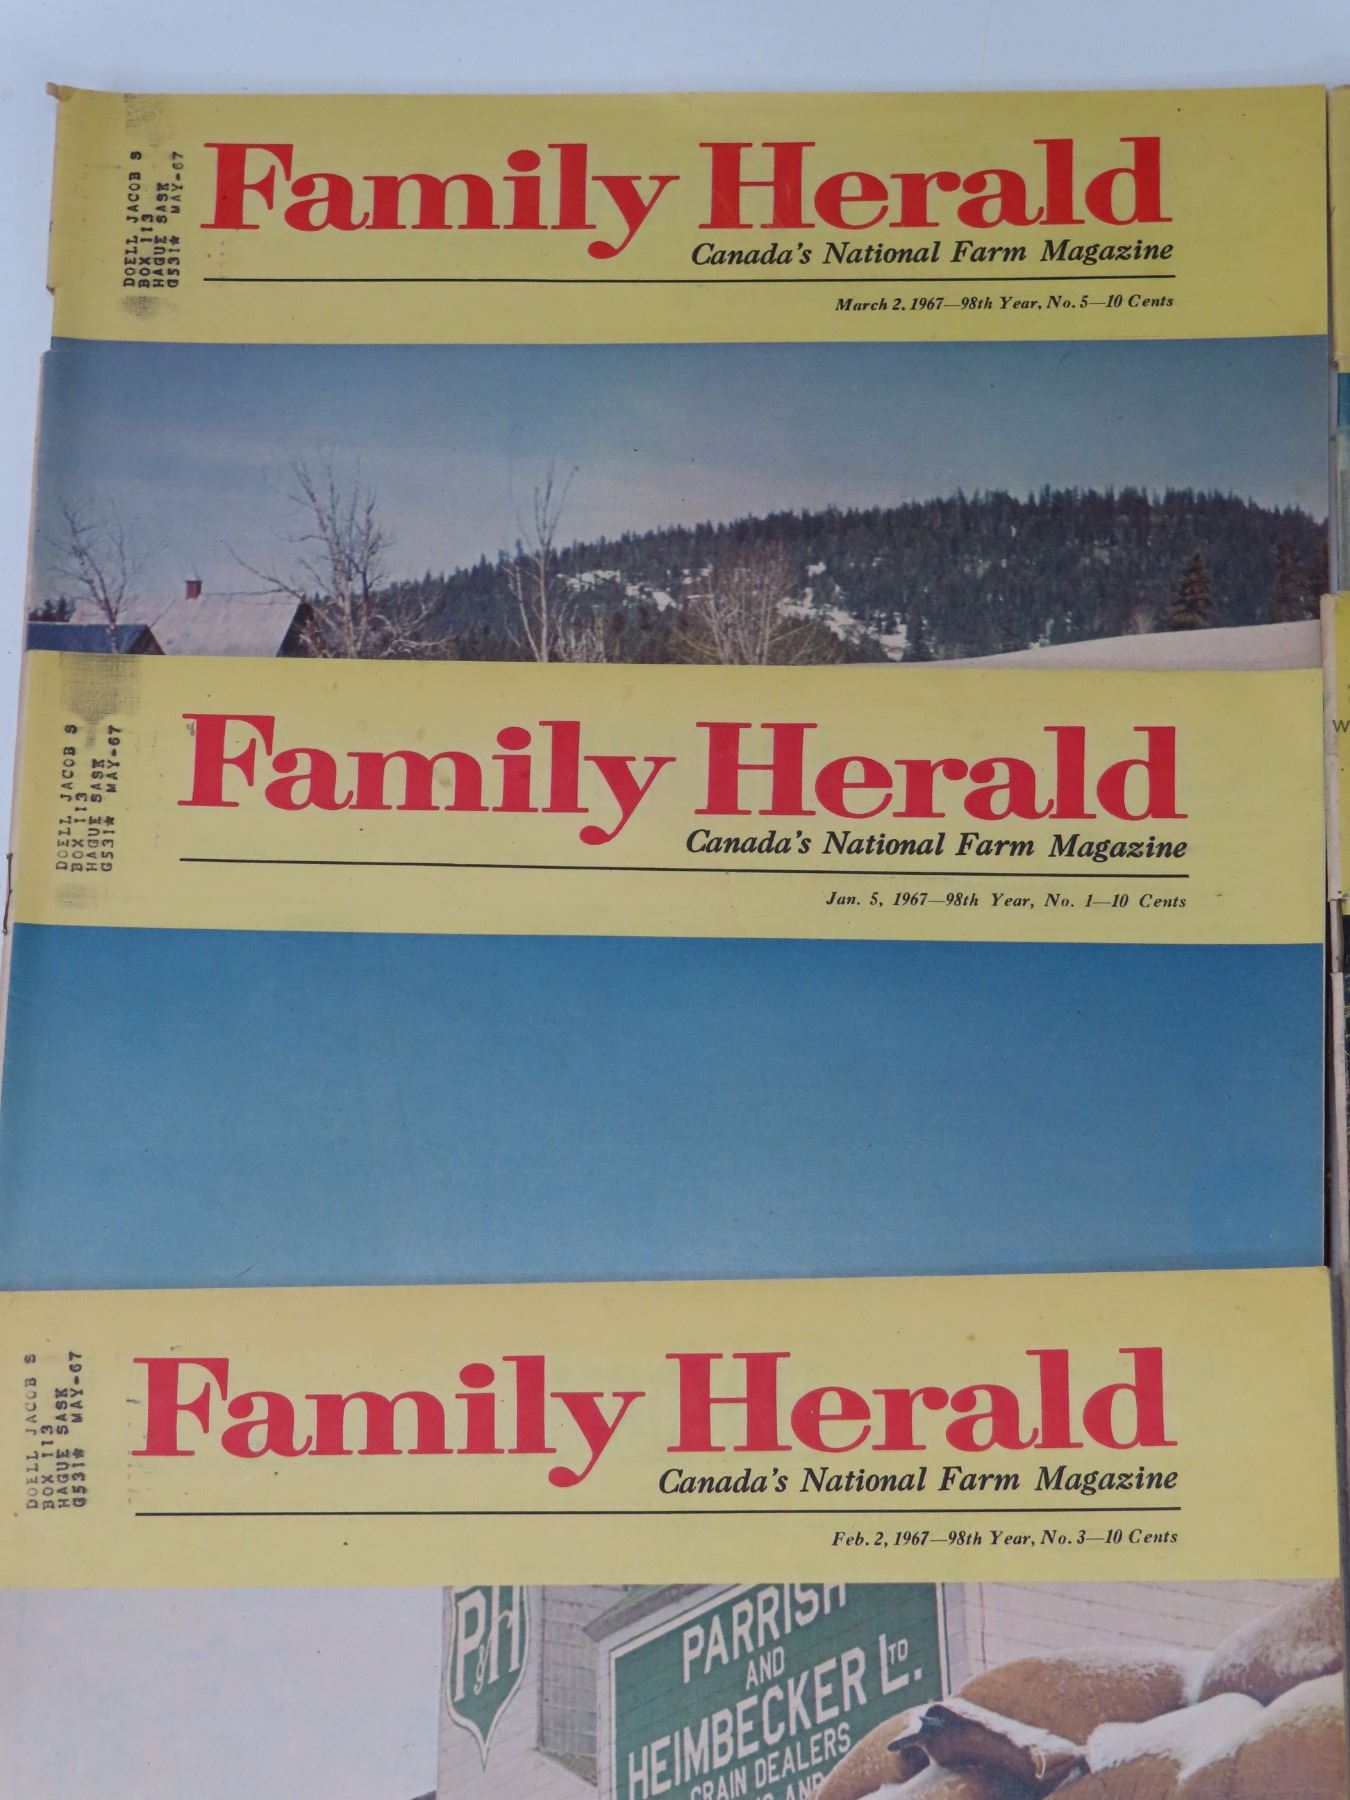 DOELL JACOB S
BOX 113
HAGUE SASK
G531* MAY-67
Family Herald
Canada's National Farm Magazine
March 2, 1967—98th Year, No. 5—10 Cents
DOELL JACOB S
BOX 113
HAGUE SASK
G531* MAY-67
Family Herald
Canada's National Farm Magazine
Jan. 5, 1967—98th Year, No. 1—10 Cents
DOELL JACOB S
BOX 113
HAGUE SASK
G531* MAY-67
Family Herald
Canada's National Farm Magazine
Feb. 2, 1967—98th Year, No. 3—10 Cents
P & H
PARRISH
AND
HEIMBECKER LTD.
GRAIN DEALERS
AND